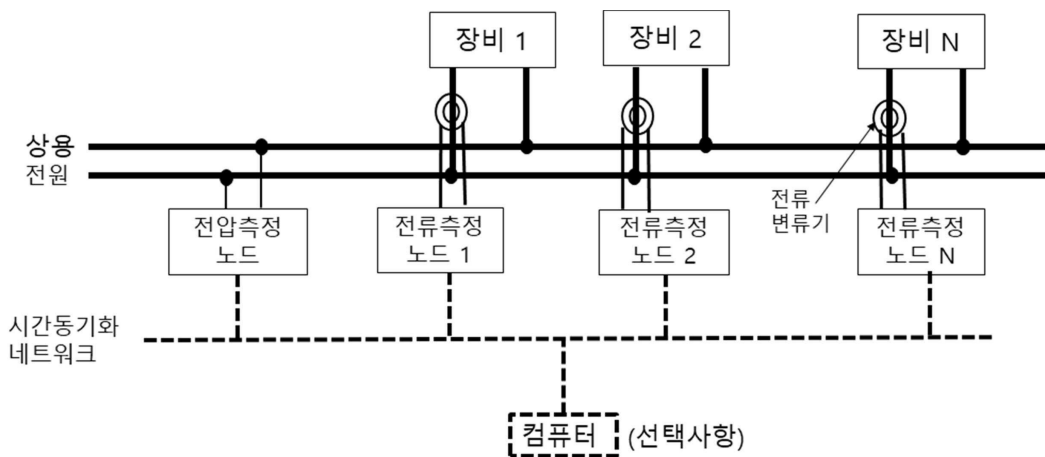 장비 1
장비 2
장비 N
상용
전원
전류
변류기
전압측정
노드
전류측정
노드 1
전류측정
노드 2
전류측정
노드 N
시간동기화
네트워크
컴퓨터 (선택사항)